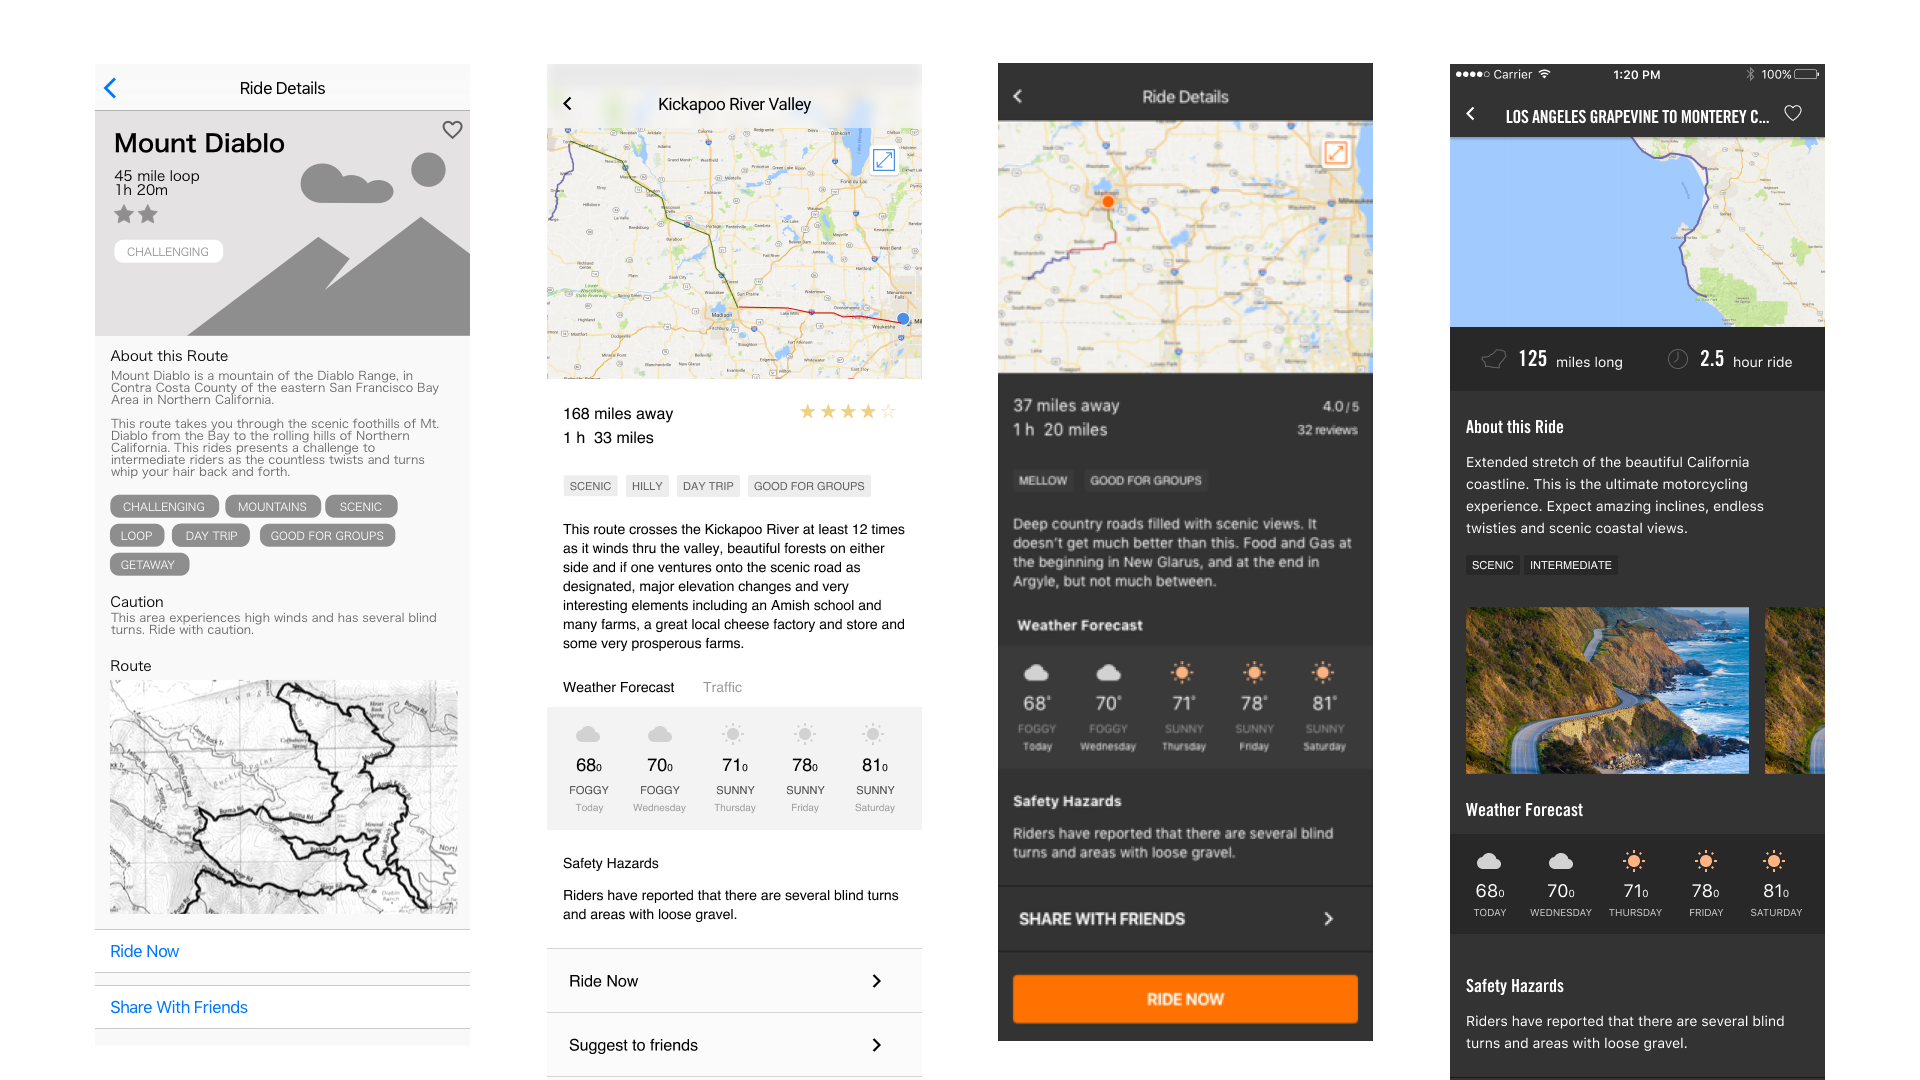 Ride Details
Mount Diablo
45 mile loop
1h 20m
CHALLENGING
About this Route
Mount Diablo is a mountain of the Diablo Range, in
Contra Costa County of the eastern San Francisco Bay
Area in Northern California.
This route takes you through the scenic foothills of Mt.
Diablo from the Bay to the rolling hills of Northern
California. This rides presents a challenge to
intermediate riders as the countless twists and turns
whip your hair back and forth.
CHALLENGING MOUNTAINS SCENIC
LOOP DAY TRIP GOOD FOR GROUPS
GETAWAY
Caution
This area experiences high winds and has several blind
turns. Ride with caution.
Route
Ride Now
Share With Friends
Kickapoo River Valley
Madison
Waukesha
168 miles away
1 h 33 miles
SCENIC HILLY DAY TRIP GOOD FOR GROUPS
This route crosses the Kickapoo River at least 12 times
as it winds thru the valley, beautiful forests on either
side and if one ventures onto the scenic road as
designated, major elevation changes and very
interesting elements including an Amish school and
many farms, a great local cheese factory and store and
some very prosperous farms.
Weather Forecast Traffic
680 700 710 780 810
FOGGY FOGGY SUNNY SUNNY SUNNY
Today Wednesday Thursday Friday Saturday
Safety Hazards
Riders have reported that there are several blind turns
and areas with loose gravel.
Ride Now
Suggest to friends
Ride Details
37 miles away 4.0 / 5
1 h 20 miles 32 reviews
MELLOW GOOD FOR GROUPS
Deep country roads filled with scenic views. It
doesn't get much better than this. Food and Gas at
the beginning in New Glarus, and at the end in
Argyle, but not much between.
Weather Forecast
68° 70° 71° 78° 81°
FOGGY FOGGY SUNNY SUNNY SUNNY
Today Wednesday Thursday Friday Saturday
Safety Hazards
Riders have reported that there are several blind
turns and areas with loose gravel.
SHARE WITH FRIENDS
RIDE NOW
Carrier 1:20 PM 100%
LOS ANGELES GRAPEVINE TO MONTEREY C...
125 miles long 2.5 hour ride
About this Ride
Extended stretch of the beautiful California
coastline. This is the ultimate motorcycling
experience. Expect amazing inclines, endless
twisties and scenic coastal views.
SCENIC INTERMEDIATE
Weather Forecast
680 700 710 780 810
TODAY WEDNESDAY THURSDAY FRIDAY SATURDAY
Safety Hazards
Riders have reported that there are several blind
turns and areas with loose gravel.